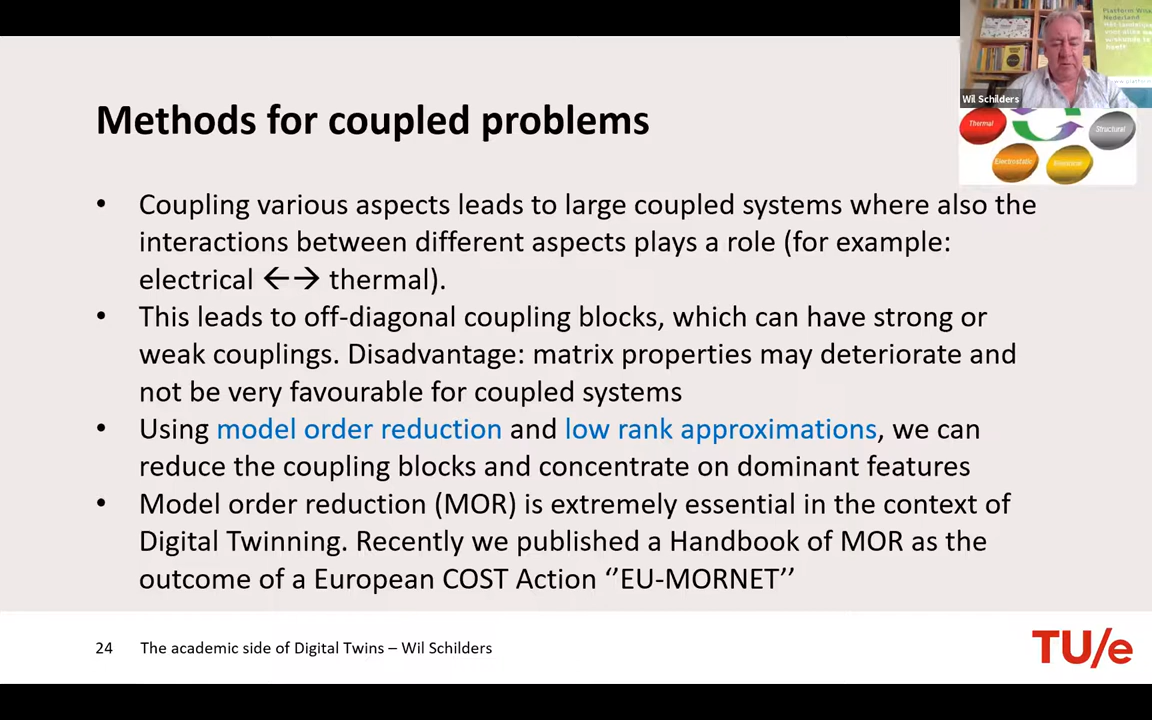 Platform Wis
Nederland
Wil Schilders
Methods for coupled problems
Thermal
Structural
Electrostatic
• Coupling various aspects leads to large coupled systems where also the
interactions between different aspects plays a role (for example:
electrical ←→ thermal).
• This leads to off-diagonal coupling blocks, which can have strong or
weak couplings. Disadvantage: matrix properties may deteriorate and
not be very favourable for coupled systems
• Using model order reduction and low rank approximations, we can
reduce the coupling blocks and concentrate on dominant features
• Model order reduction (MOR) is extremely essential in the context of
Digital Twinning. Recently we published a Handbook of MOR as the
outcome of a European COST Action ‘’EU-MORNET’’
24 The academic side of Digital Twins – Wil Schilders
TU/e